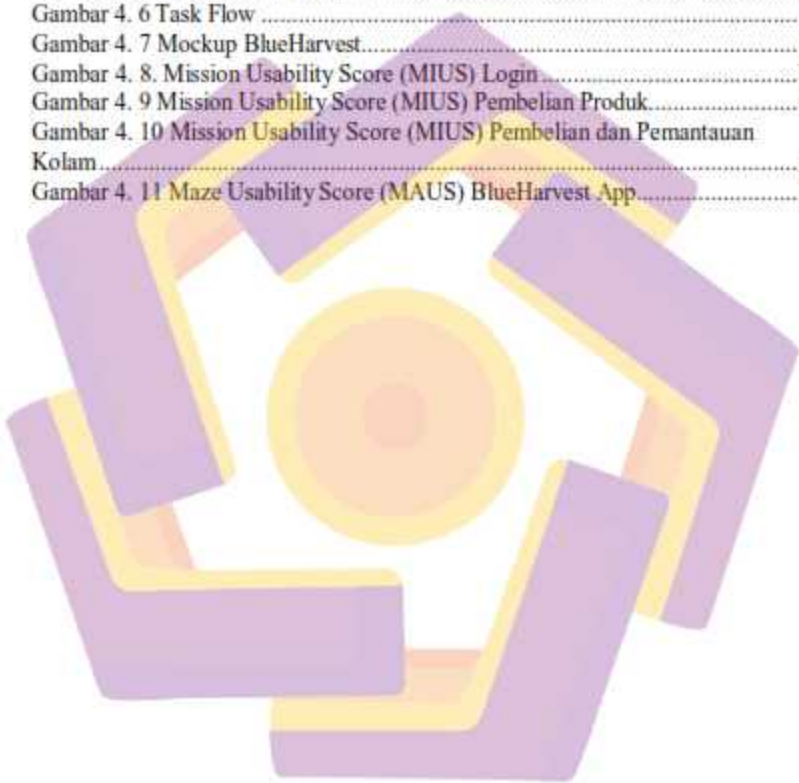 Gambar 4. 6 Task Flow ........................................................................
Gambar 4. 7 Mockup BlueHarvest.......................................................
Gambar 4. 8. Mission Usability Score (MIUS) Login ................................
Gambar 4. 9 Mission Usability Score (MIUS) Pembelian Produk....................
Gambar 4. 10 Mission Usability Score (MIUS) Pembelian dan Pemantauan
Kolam...............................................................................................
Gambar 4. 11 Maze Usability Score (MAUS) BlueHarvest App......................